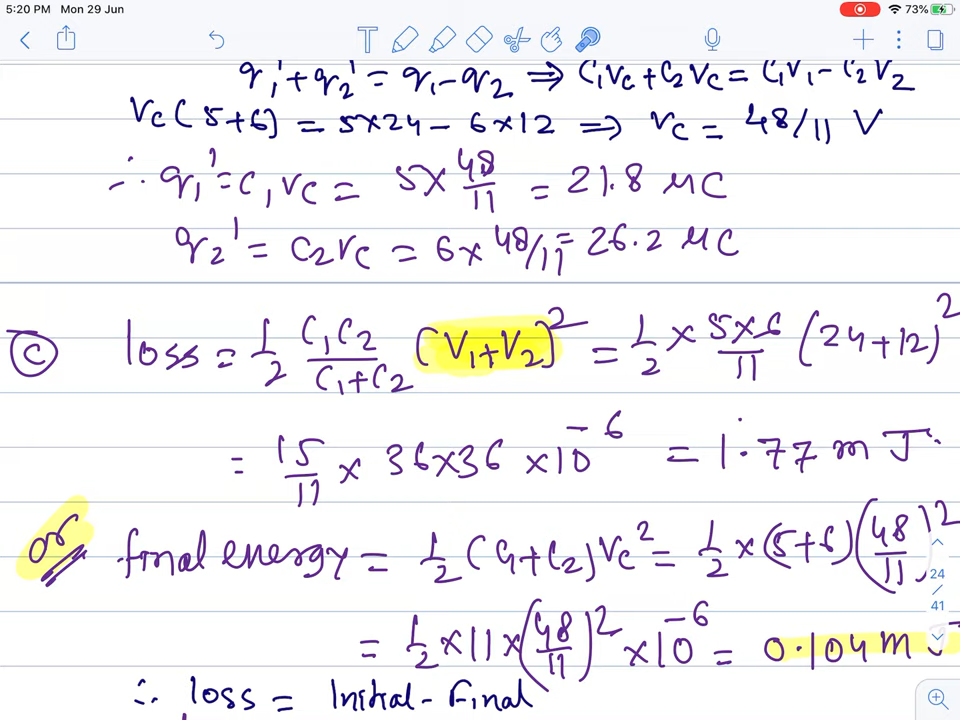 5:20 PM Mon 29 Jun 73%
q₁' + q₂' = q₁ - q₂ ⇒ C₁Vc + C₂Vc = C₁V₁ - C₂V₂
Vc (5+6) = 5×24 - 6×12 ⇒ Vc = 48/11 V
∴ q₁' = C₁Vc = 5 × 48/11 = 21.8 μC
q₂' = C₂Vc = 6 × 48/11 = 26.2 μC
(C) loss = 1/2 C₁C₂/C₁+C₂ (V₁+V₂)² = 1/2 × 5×6/11 (24+12)²
= 15/11 × 36×36 ×10⁻⁶ = 1.77 m J.
or final energy = 1/2 (C₁+C₂) Vc² = 1/2 × (5+6) (48/11)²
24
/
41
= 1/2 × 11 × (48/11)² × 10⁻⁶ = 0.104 m J
∴ loss = Initial - Final